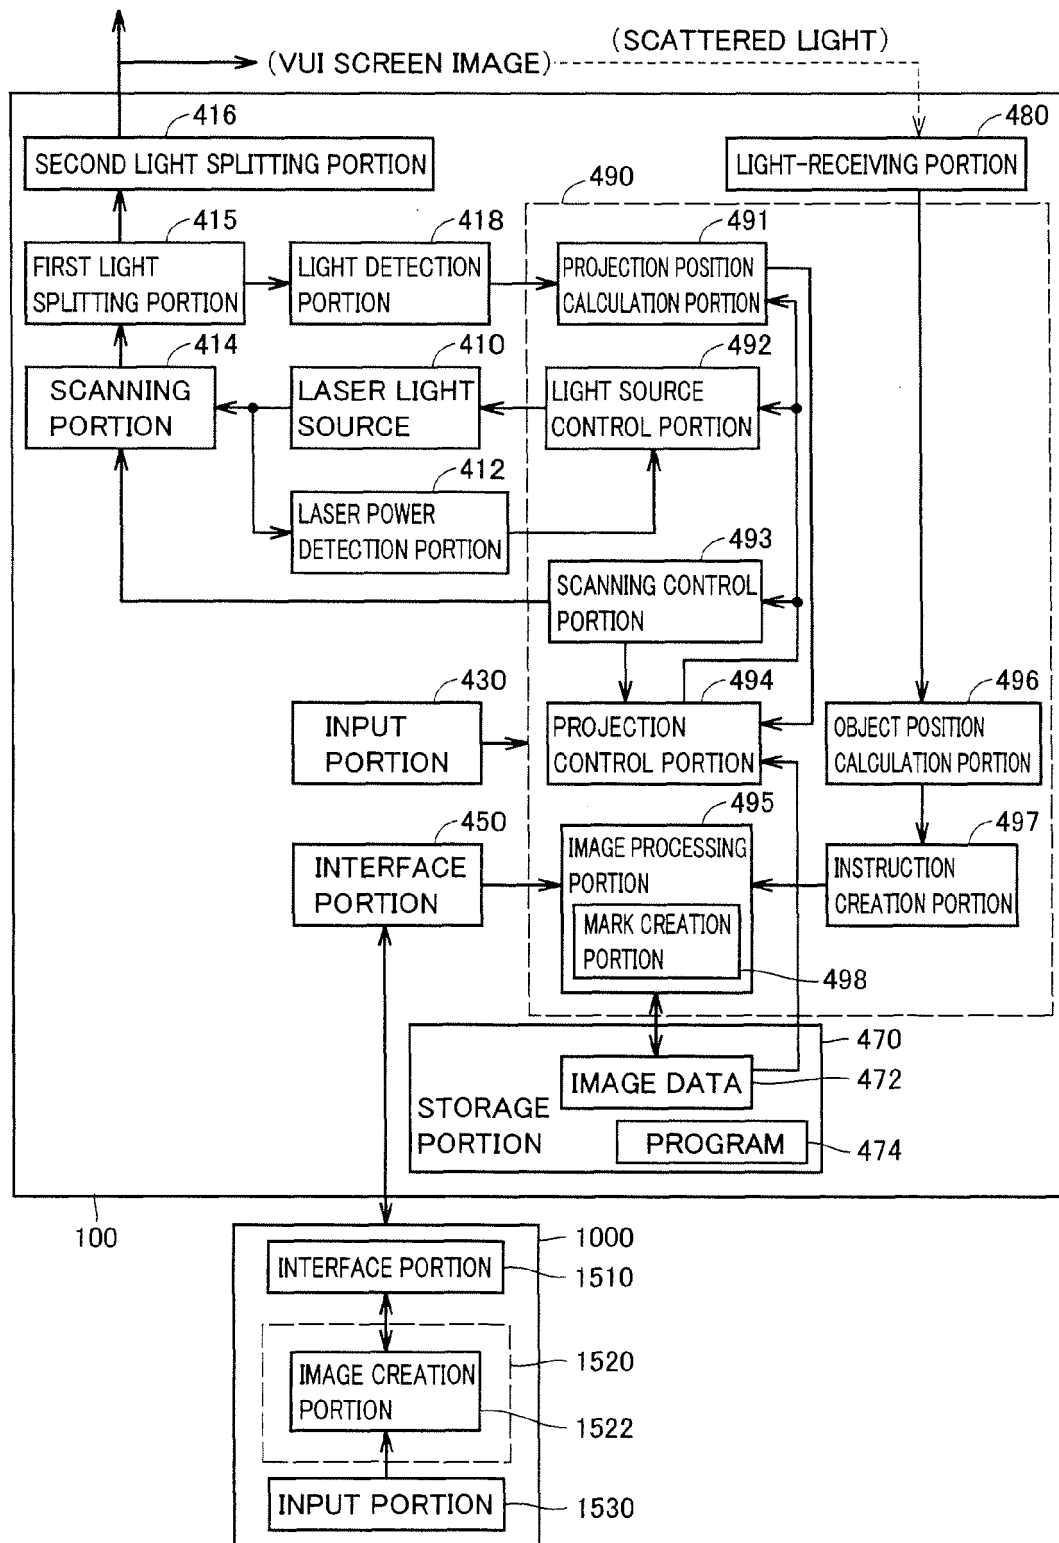 (SCATTERED LIGHT)
(VUI SCREEN IMAGE)
416
480
SECOND LIGHT SPLITTING PORTION
LIGHT-RECEIVING PORTION
490
415
418
491
FIRST LIGHT
SPLITTING PORTION
LIGHT DETECTION
PORTION
PROJECTION POSITION
CALCULATION PORTION
414
410
492
SCANNING
PORTION
LASER LIGHT
SOURCE
LIGHT SOURCE
CONTROL PORTION
412
LASER POWER
DETECTION PORTION
493
SCANNING CONTROL
PORTION
430
494
496
INPUT
PORTION
PROJECTION
CONTROL PORTION
OBJECT POSITION
CALCULATION PORTION
450
495
497
INTERFACE
PORTION
IMAGE PROCESSING
PORTION
INSTRUCTION
CREATION PORTION
MARK CREATION
PORTION
498
470
IMAGE DATA
472
STORAGE
PORTION
PROGRAM
474
100
1000
INTERFACE PORTION
1510
1520
IMAGE CREATION
PORTION
1522
INPUT PORTION
1530